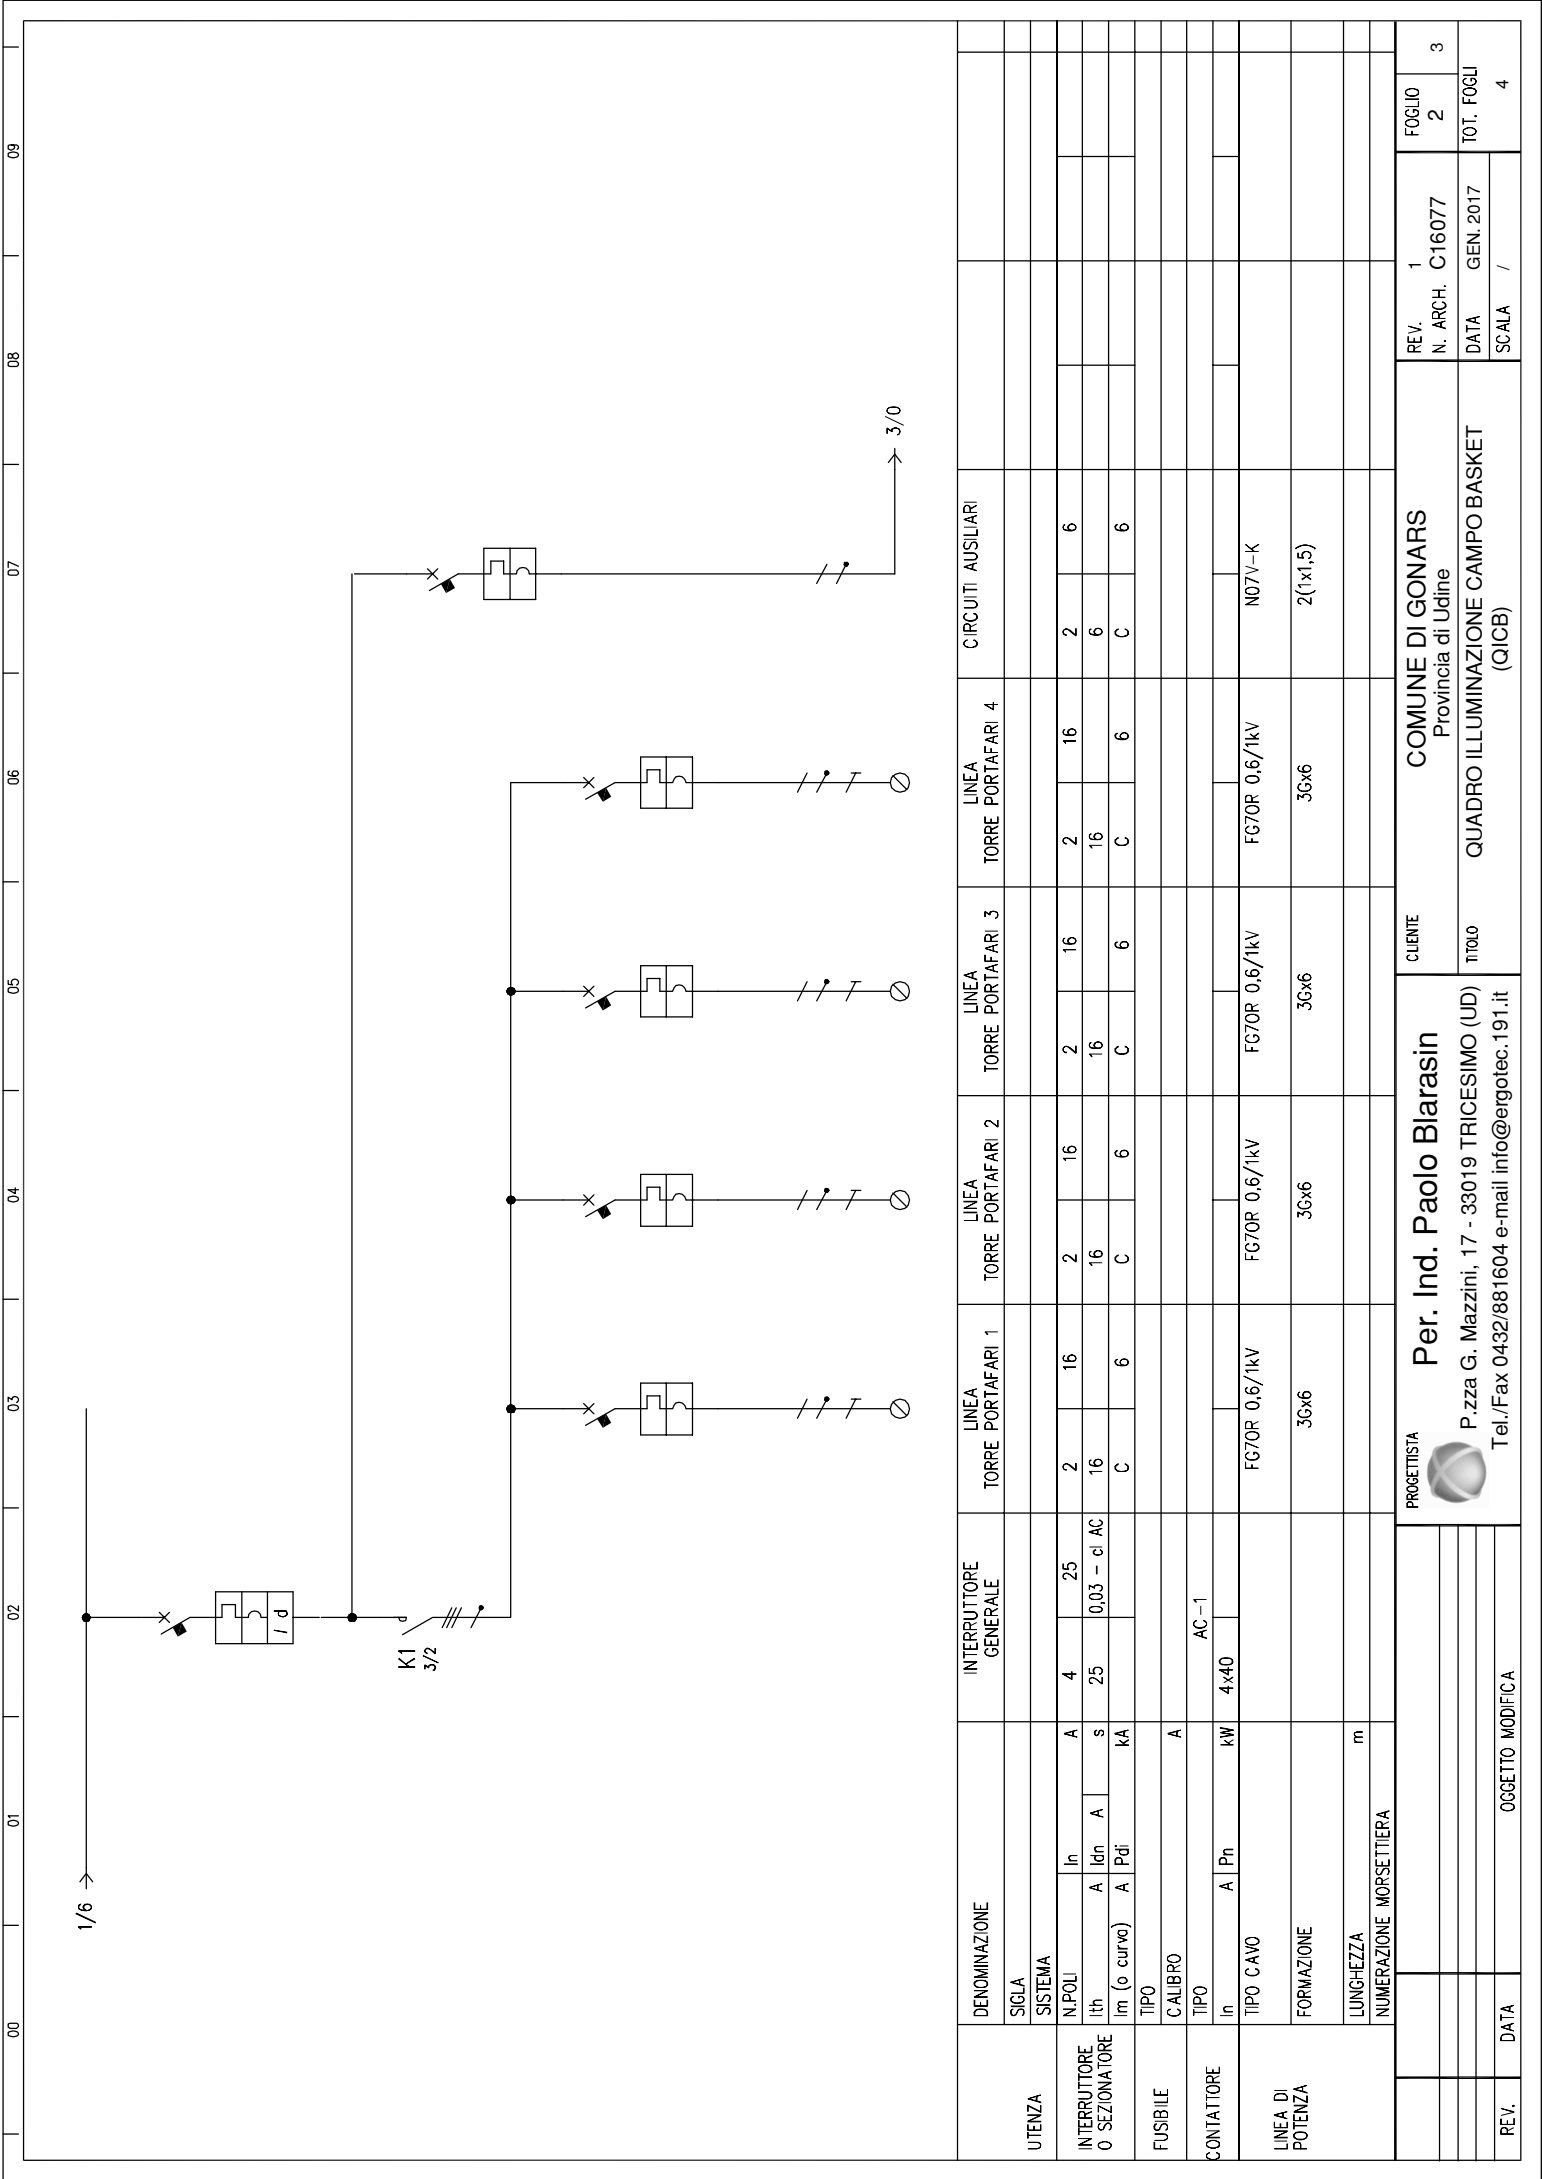 00 01 02 03 04 05 06 07 08 09
1/6
I d
K1
3/2
3/0
UTENZA
DENOMINAZIONE
INTERRUTTORE
GENERALE
LINEA
TORRE PORTAFARI 1
LINEA
TORRE PORTAFARI 2
LINEA
TORRE PORTAFARI 3
LINEA
TORRE PORTAFARI 4
CIRCUITI AUSILIARI
SIGLA
SISTEMA
INTERRUTTORE
O SEZIONATORE
N.POLI In A 4 25 2 16 2 16 2 16 2 16 2 6
Ith A Idn A s 25 0,03 - cl AC 16 16 16 16 6
Im (o curva) A Pdi kA C 6 C 6 C 6 C 6 C 6
FUSIBILE
TIPO
CALIBRO A
CONTATTORE
TIPO AC-1
In A Pn kW 4x40
LINEA DI
POTENZA
TIPO CAVO FG7OR 0,6/1kV FG7OR 0,6/1kV FG7OR 0,6/1kV FG7OR 0,6/1kV N07V-K
FORMAZIONE 3Gx6 3Gx6 3Gx6 3Gx6 2(1x1,5)
LUNGHEZZA m
NUMERAZIONE MORSETTIERA
REV. DATA OGGETTO MODIFICA
PROGETTISTA
Per. Ind. Paolo Blarasin
P.zza G. Mazzini, 17 - 33019 TRICESIMO (UD)
Tel./Fax 0432/881604 e-mail info@ergotec.191.it
CLIENTE
COMUNE DI GONARS
Provincia di Udine
TITOLO
QUADRO ILLUMINAZIONE CAMPO BASKET
(QICB)
REV. 1
N. ARCH. C16077
DATA GEN. 2017
SCALA /
FOGLIO
2 3
TOT. FOGLI
4